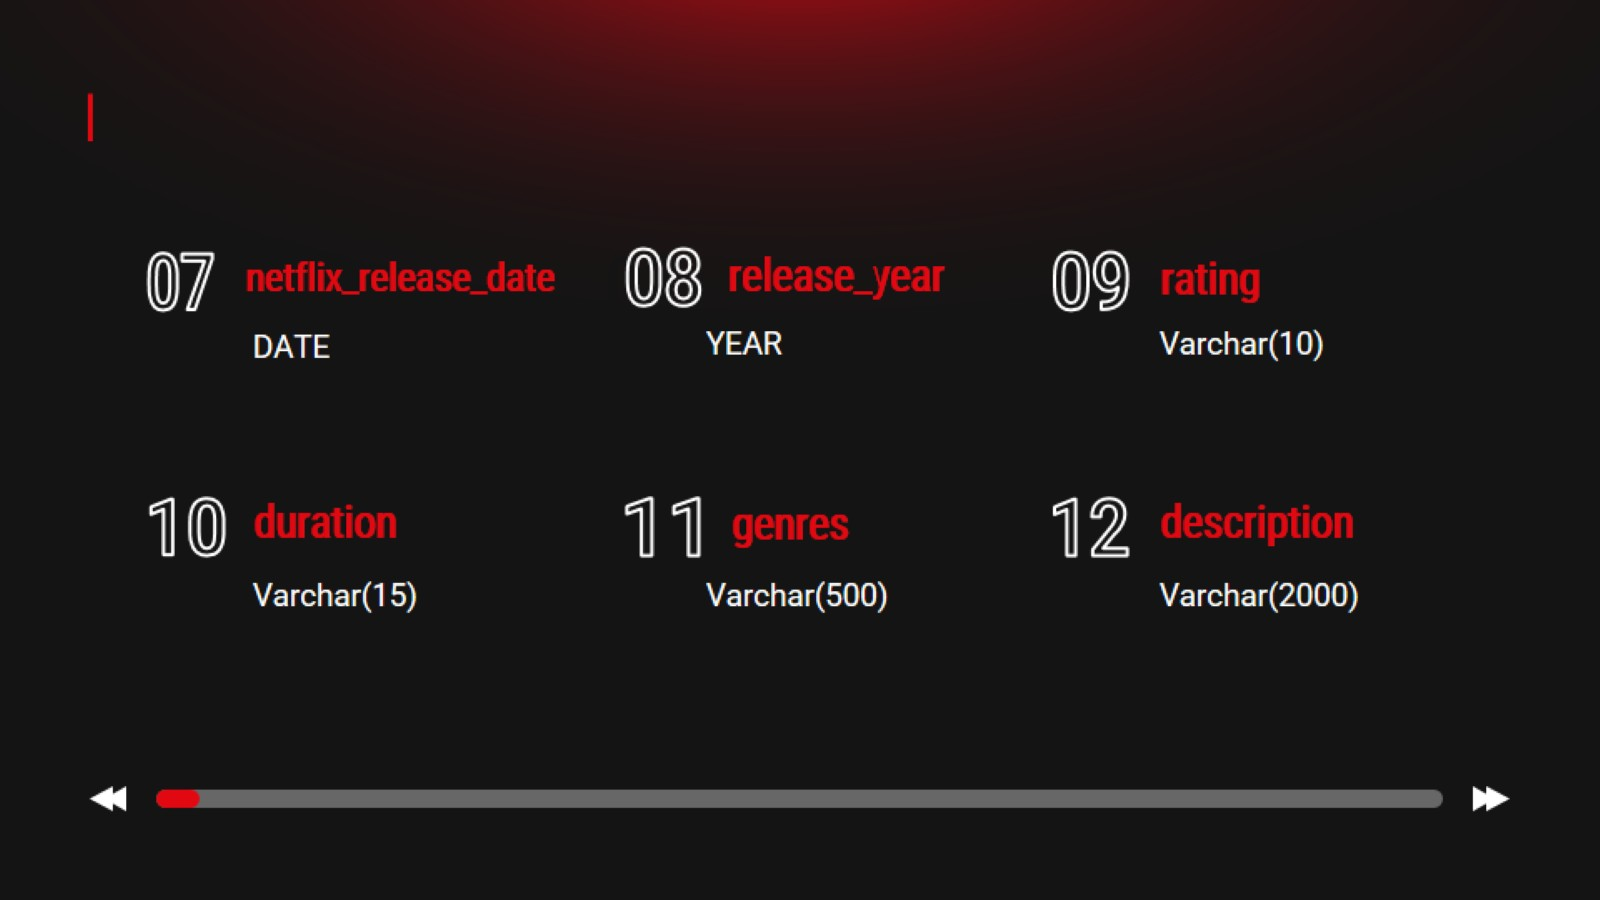 07 netflix_release_date
DATE
08 release_year
YEAR
09 rating
Varchar(10)
10 duration
Varchar(15)
11 genres
Varchar(500)
12 description
Varchar(2000)